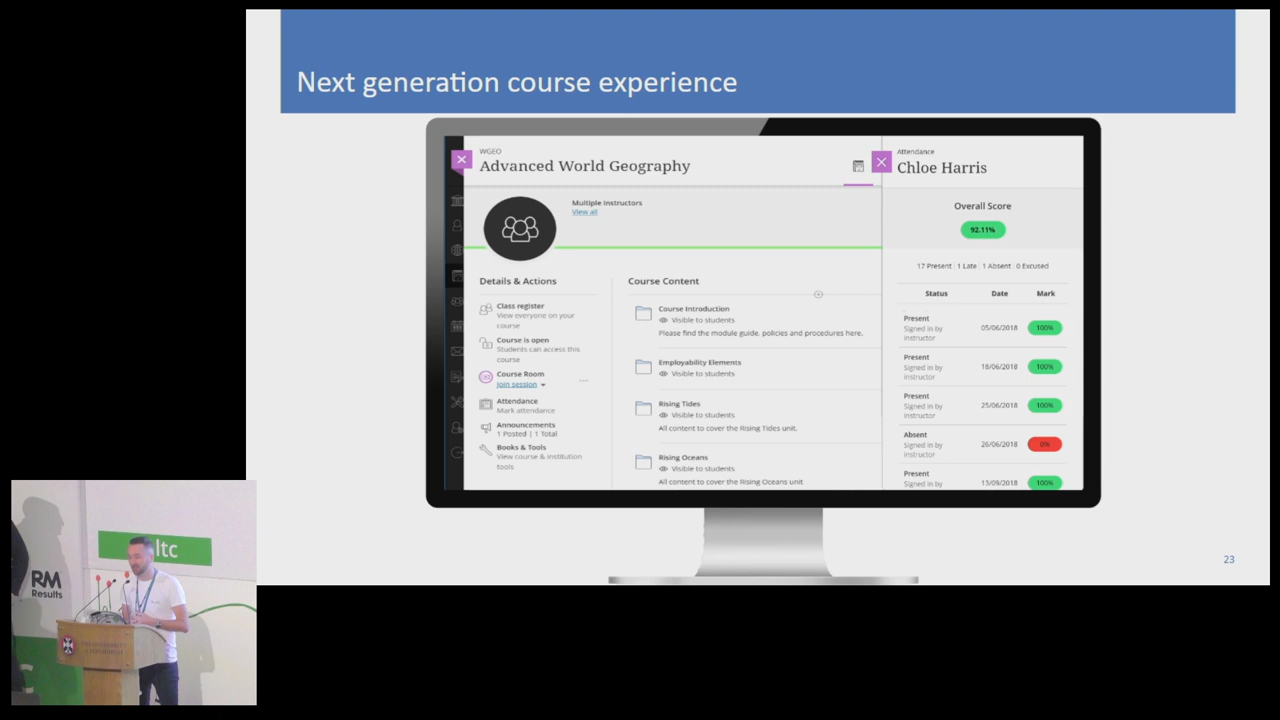 Next generation course experience
WGEO
Advanced World Geography
Multiple Instructors
View all
Details & Actions
Class register
View everyone on your
course
Course is open
Students can access this
course
Course Room
Join session
Attendance
Mark attendance
Announcements
1 Posted | 1 Total
Books & Tools
View course & institution
tools
Course Content
Course Introduction
Visible to students
Please find the module guide, policies and procedures here.
Employability Elements
Visible to students
Rising Tides
Visible to students
All content to cover the Rising Tides unit.
Rising Oceans
Visible to students
All content to cover the Rising Oceans unit
Attendance
Chloe Harris
Overall Score
92.11%
17 Present | 1 Late | 1 Absent | 0 Excused
Status Date Mark
Present
Signed in by
instructor
05/06/2018 100%
Present
Signed in by
instructor
18/06/2018 100%
Present
Signed in by
instructor
25/06/2018 100%
Absent
Signed in by
instructor
26/06/2018 0%
Present
Signed in by
13/09/2018 100%
23
ltc
RM
Results